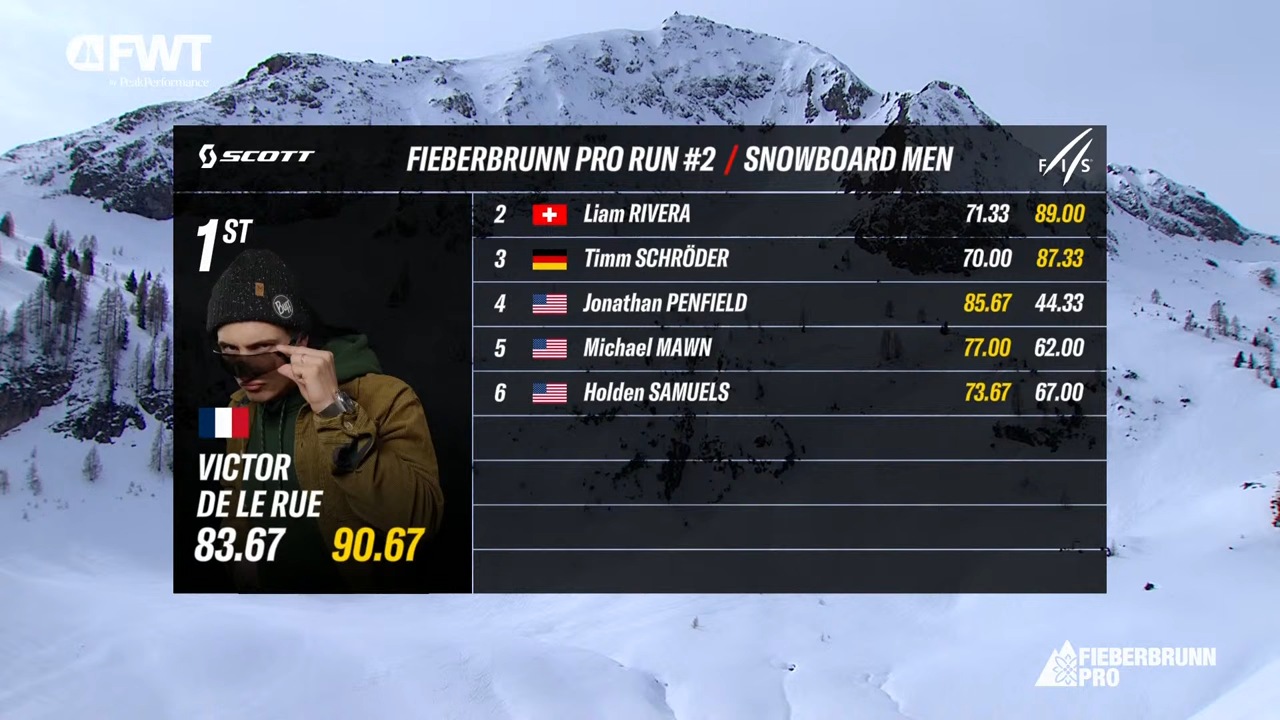 FWT
by PeakPerformance
SCOTT
FIEBERBRUNN PRO RUN #2 / SNOWBOARD MEN
FIS
1ST
VICTOR
DE LE RUE
83.67 90.67
2 Liam RIVERA 71.33 89.00
3 Timm SCHRÖDER 70.00 87.33
4 Jonathan PENFIELD 85.67 44.33
5 Michael MAWN 77.00 62.00
6 Holden SAMUELS 73.67 67.00
Buff
FIEBERBRUNN
PRO